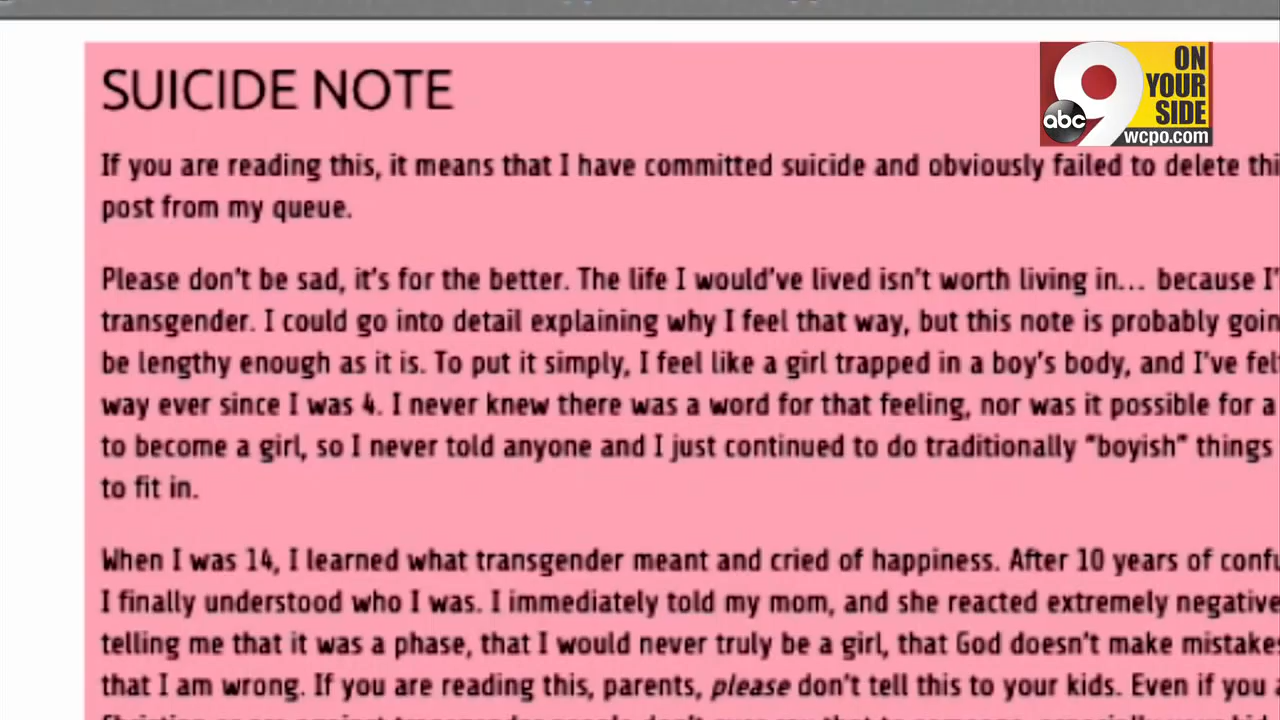 SUICIDE NOTE
ON
YOUR
SIDE
abc
9
wcpo.com
If you are reading this, it means that I have committed suicide and obviously failed to delete thi
post from my queue.
Please don't be sad, it's for the better. The life I would've lived isn't worth living in... because I'
transgender. I could go into detail explaining why I feel that way, but this note is probably goin
be lengthy enough as it is. To put it simply, I feel like a girl trapped in a boy's body, and I've fel
way ever since I was 4. I never knew there was a word for that feeling, nor was it possible for a
to become a girl, so I never told anyone and I just continued to do traditionally "boyish" things
to fit in.
When I was 14, I learned what transgender meant and cried of happiness. After 10 years of confu
I finally understood who I was. I immediately told my mom, and she reacted extremely negative
telling me that it was a phase, that I would never truly be a girl, that God doesn't make mistakes
that I am wrong. If you are reading this, parents, please don't tell this to your kids. Even if you a